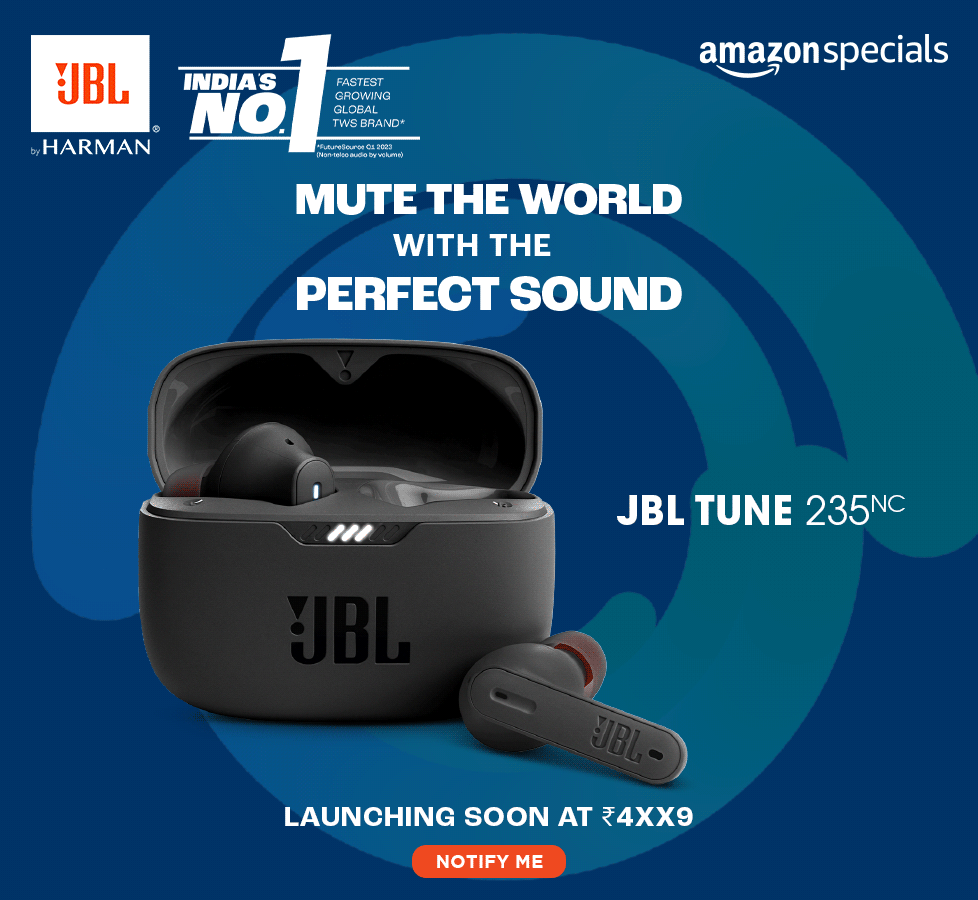 JBL
by HARMAN®
INDIA'S
NO.1
FASTEST
GROWING
GLOBAL
TWS BRAND*
*FutureSource Q1 2023
(Non-telco audio by volume)
amazonspecials
MUTE THE WORLD
WITH THE
PERFECT SOUND
JBL TUNE 235NC
JBL
JBL
LAUNCHING SOON AT ₹4XX9
NOTIFY ME